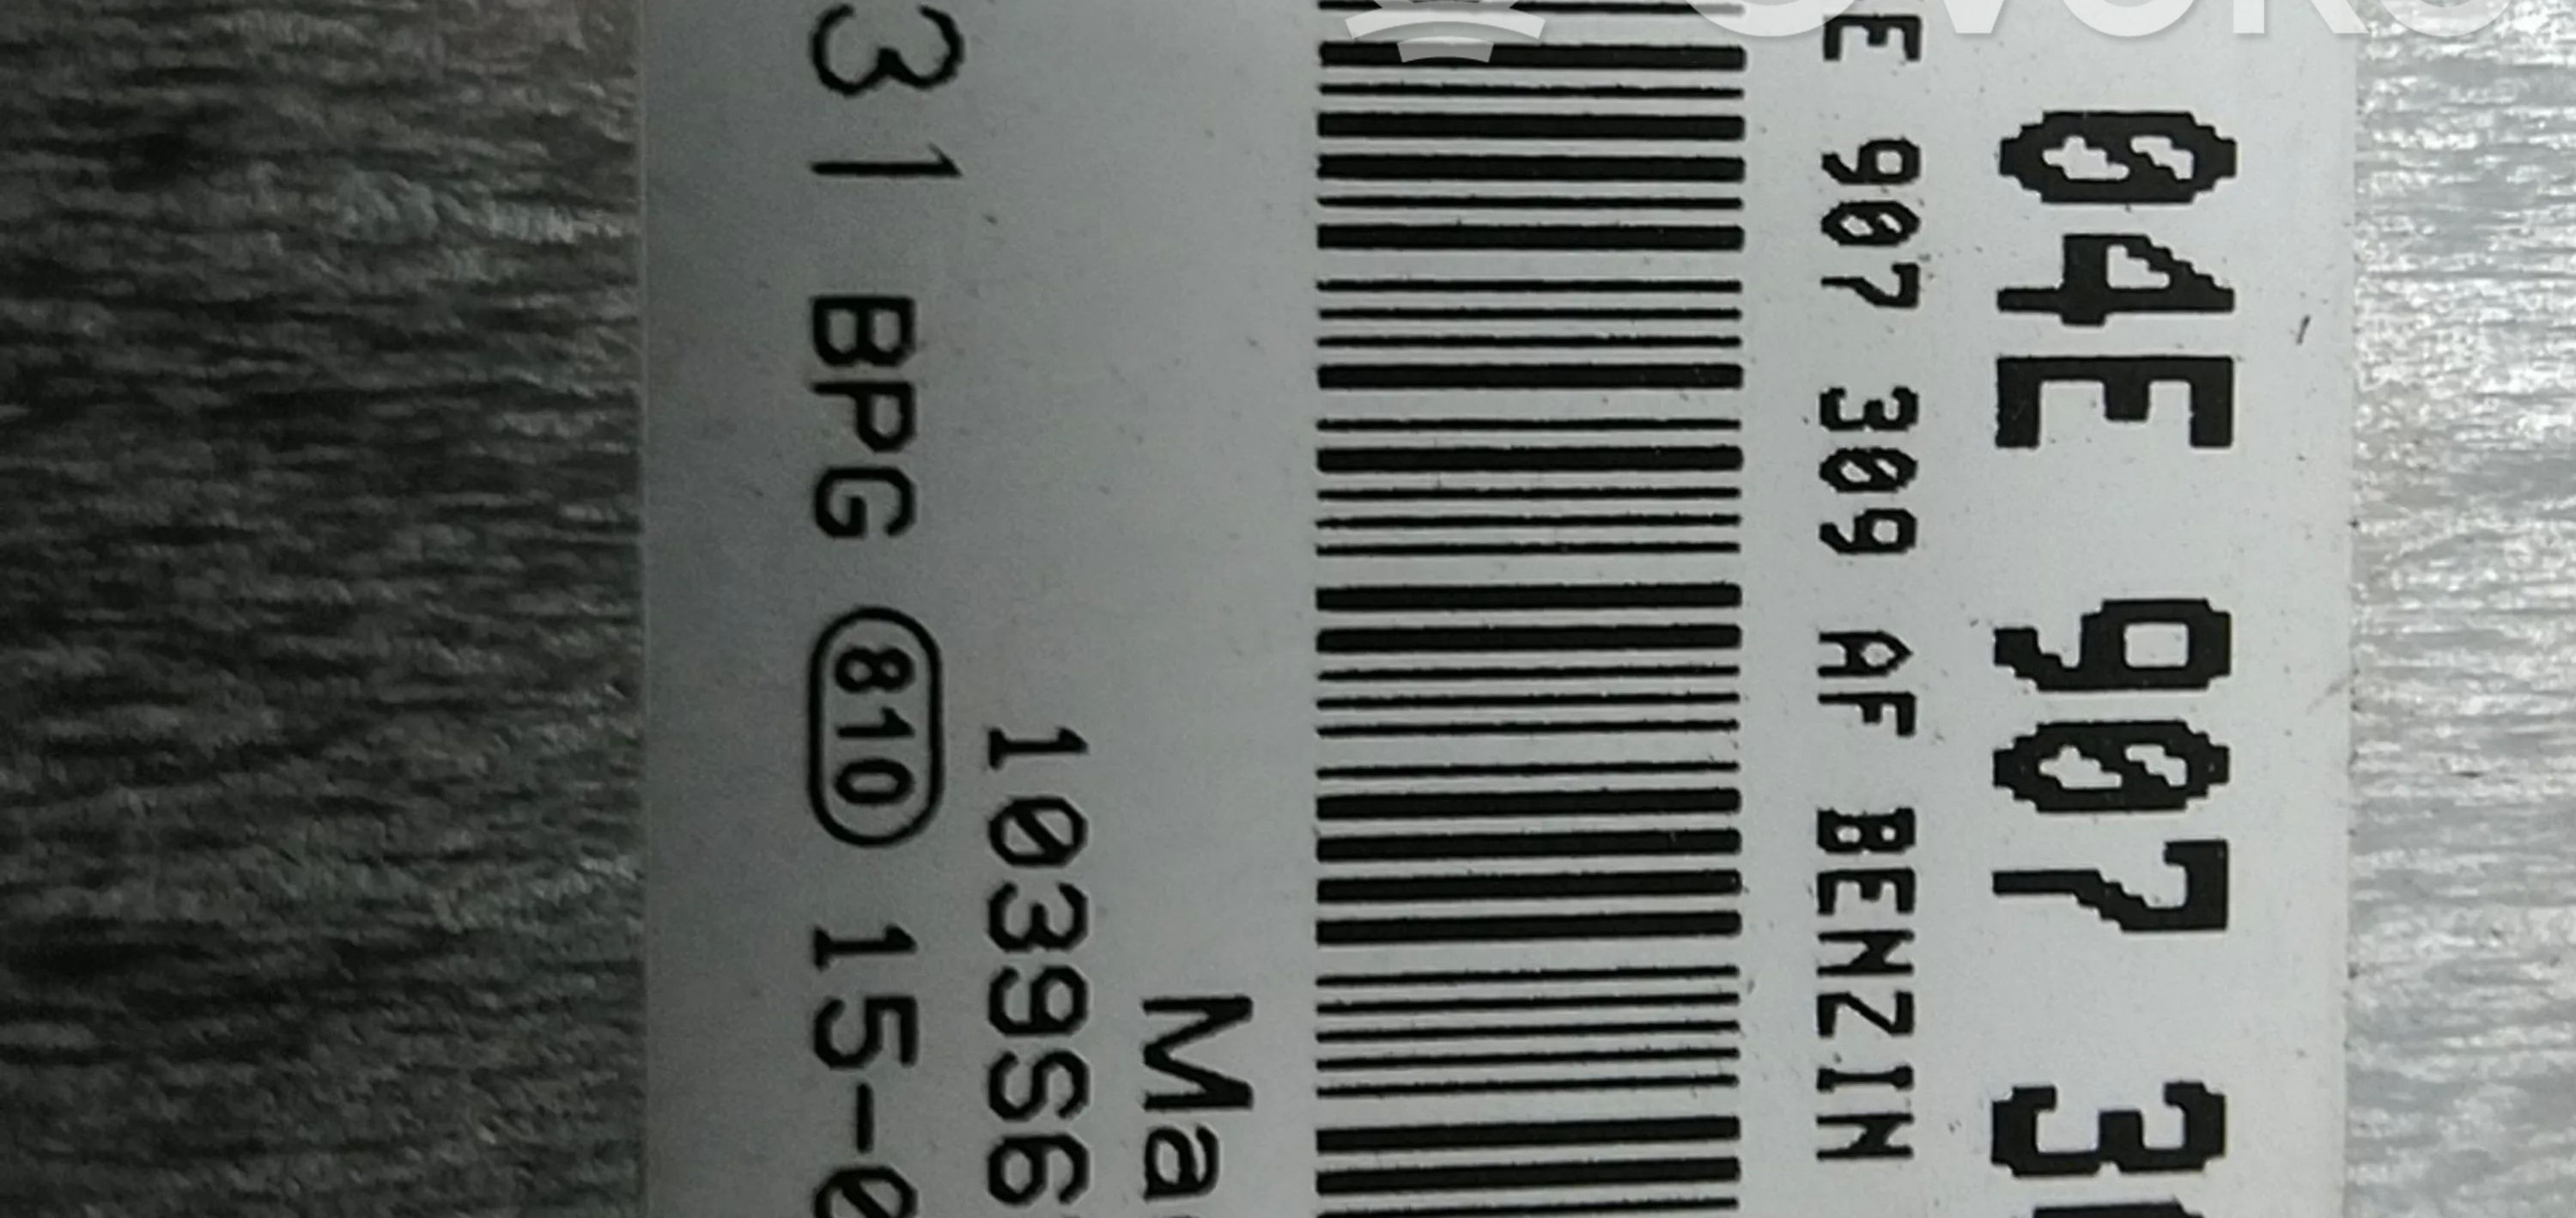 04E 907 3
E 907 309 AF BENZIN
Ma
1039S6
31 BPG 810 15-0